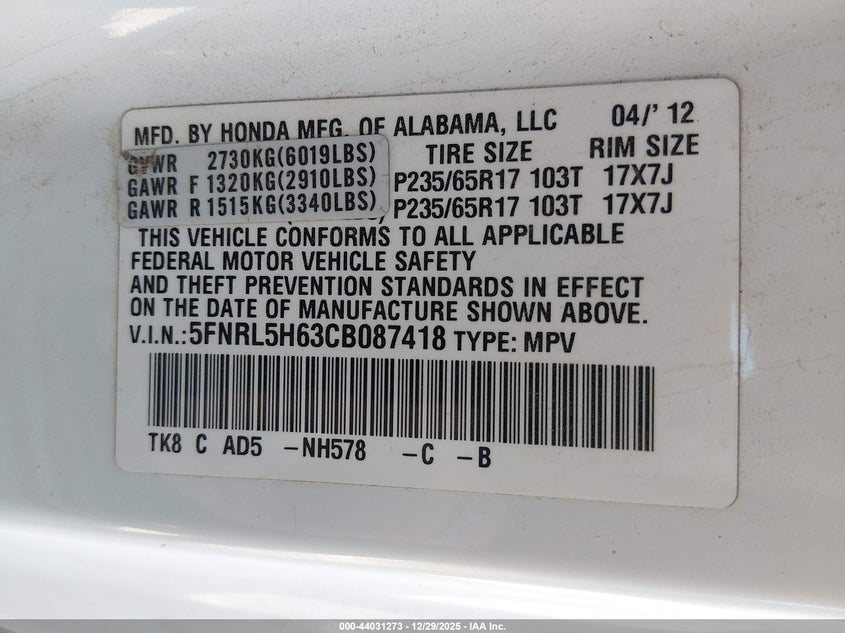 MFD. BY HONDA MFG. OF ALABAMA, LLC 04/' 12
GVWR 2730KG(6019LBS) TIRE SIZE RIM SIZE
GAWR F 1320KG(2910LBS) P235/65R17 103T 17X7J
GAWR R 1515KG(3340LBS) P235/65R17 103T 17X7J
THIS VEHICLE CONFORMS TO ALL APPLICABLE
FEDERAL MOTOR VEHICLE SAFETY
AND THEFT PREVENTION STANDARDS IN EFFECT
ON THE DATE OF MANUFACTURE SHOWN ABOVE.
V.I.N.: 5FNRL5H63CB087418 TYPE: MPV
TK8 C AD5 -NH578 -C -B
000-44031273 - 12/29/2025 - IAA Inc.